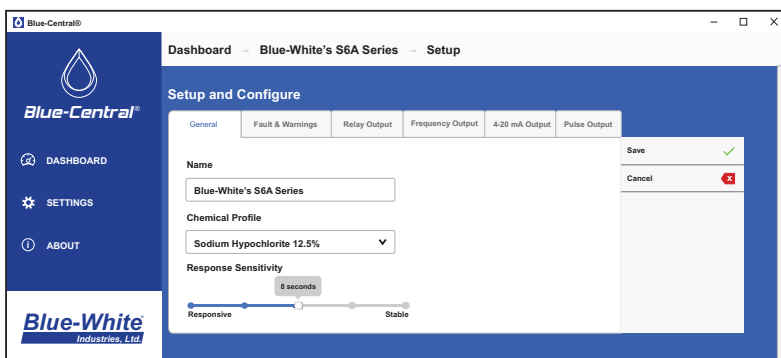 Blue-Central®
Dashboard → Blue-White's S6A Series → Setup
Blue-Central®
DASHBOARD
SETTINGS
ABOUT
Blue-White®
Industries, Ltd.
Setup and Configure
General Fault & Warnings Relay Output Frequency Output 4-20 mA Output Pulse Output
Name
Blue-White's S6A Series
Chemical Profile
Sodium Hypochlorite 12.5%
Response Sensitivity
8 seconds
Responsive Stable
Save
Cancel